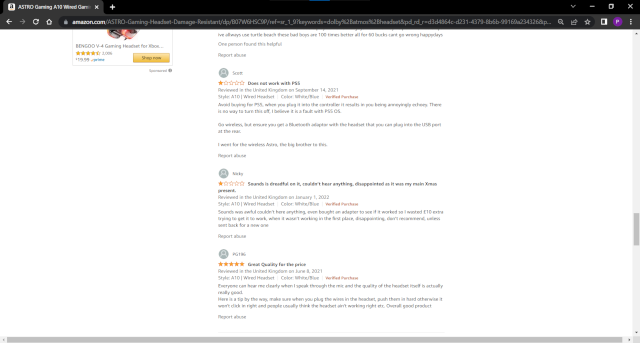 ASTRO Gaming A10 Wired Gami
amazon.com/ASTRO-Gaming-Headset-Damage-Resistant/dp/B07W6HSC9F/ref=sr_1_9?keywords=dolby%2Batmos%2Bheadset&pd_rd_r=d3d4864c-d231-4379-8b6b-99169a234326&p...
ive always use turtle beach these bad boys are 100 times better all for 60 bucks cant go wrong happydays
One person found this helpful
Report abuse
BENGOO V-4 Gaming Headset for Xbox...
Shop now
Sponsored
Scott
Does not work with PS5
Reviewed in the United Kingdom on September 14, 2021
Style: A10 | Wired Headset Color: White/Blue Verified Purchase
Avoid buying for PS5, when you plug it into the controller it results in you being annoyingly echoey. There
is no way to turn this off, I believe it is a fault with PS5 OS.
Go wireless, but ensure you get a Bluetooth adaptor with the headset that you can plug into the USB port
at the rear.
I went for the wireless Astro, the big brother to this.
Report abuse
Nicky
Sounds is dreadful on it, couldn't hear anything, disappointed as it was my main Xmas
present.
Reviewed in the United Kingdom on January 1, 2022
Style: A10 | Wired Headset Color: White/Blue Verified Purchase
Sounds was awful couldn't here anything, even bought an adapter to see if it worked so I wasted £10 extra
trying to get it to work, when it wasn't working in the first place, disappointing, don't recommend, unless
sent back for a new one
Report abuse
PG186
Great Quality for the price
Reviewed in the United Kingdom on June 8, 2021
Style: A10 | Wired Headset Color: White/Blue Verified Purchase
Everyone can hear me clearly when I speak through the mic and the quality of the headset itself is actually
really good.
Here is a tip by the way, make sure when you plug the wires in the headset, push them in hard otherwise it
won't click in right and people usually think the headset ain't working right etc. Overall good product
Report abuse